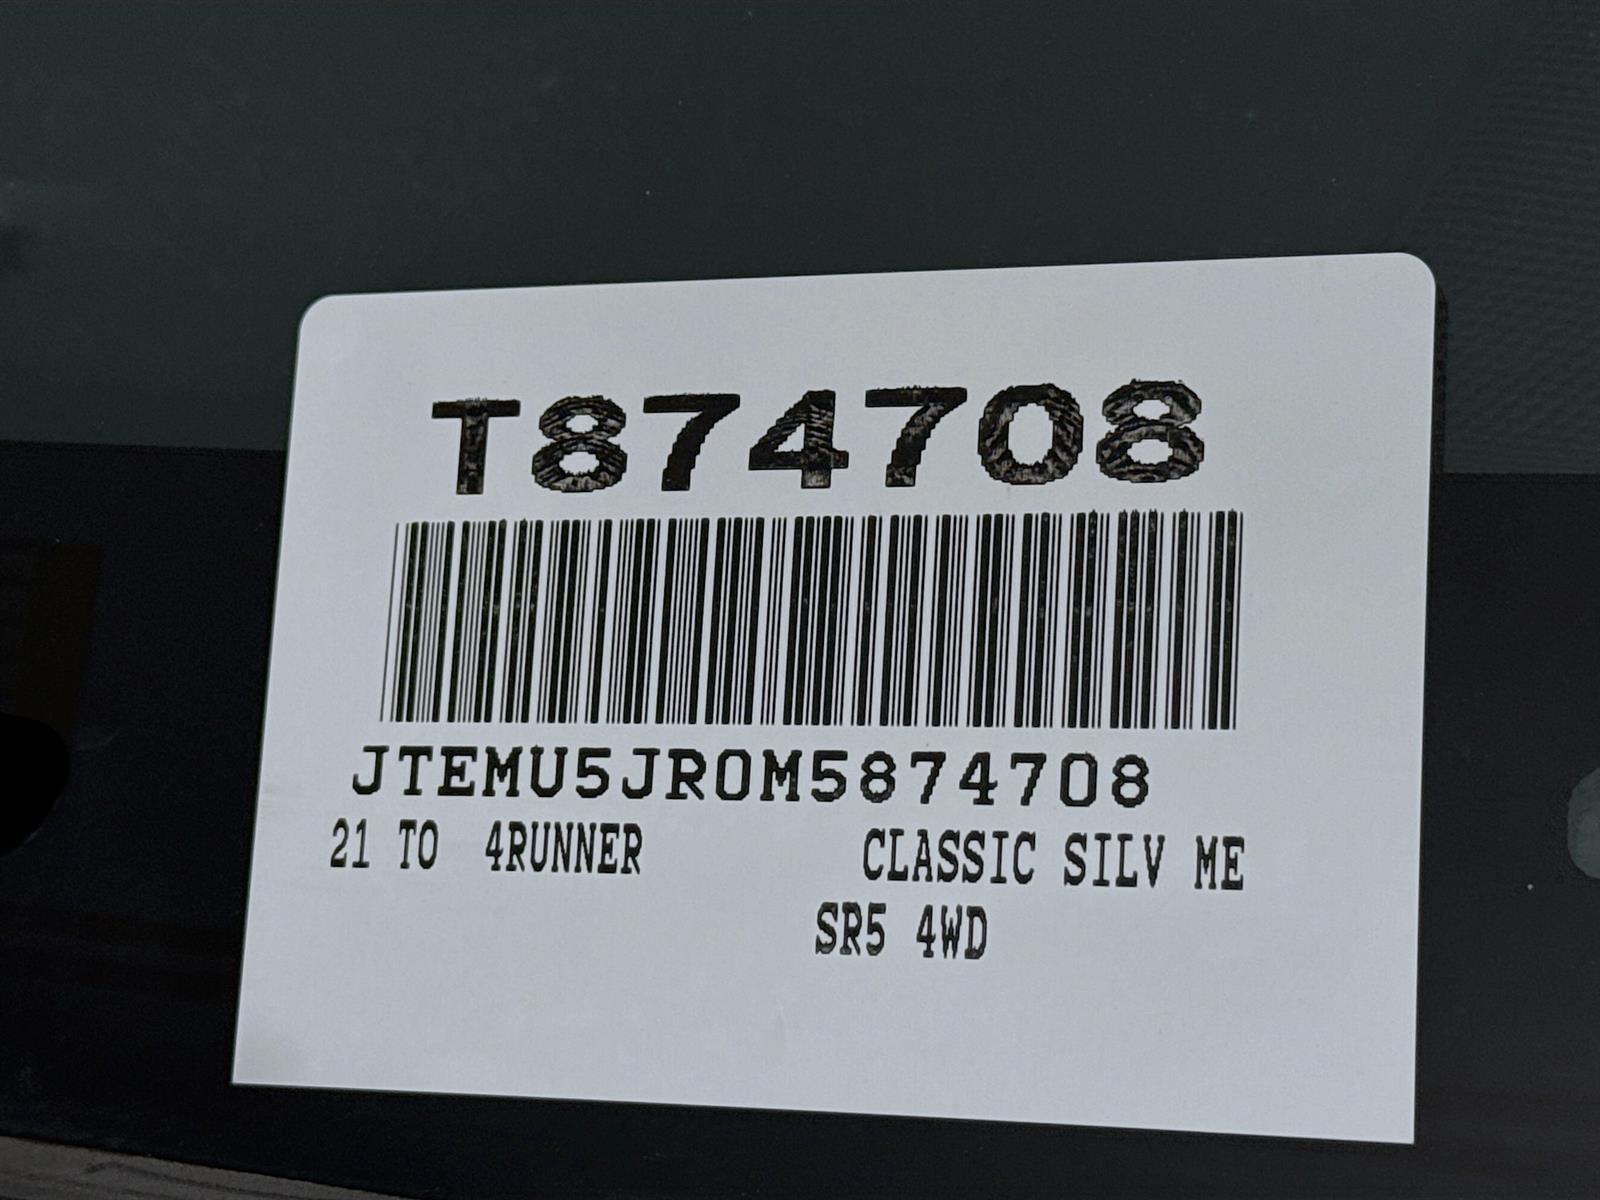 T874708
JTEMU5JR0M5874708
21 TO 4RUNNER CLASSIC SILV ME
SR5 4WD